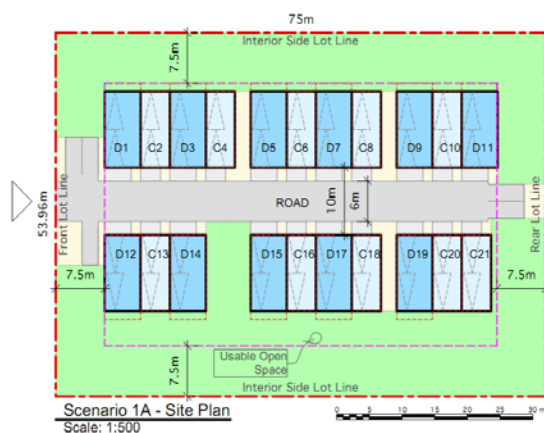 75m
Interior Side Lot Line
7.5m
D1 C2 D3 C4 D5 C6 D7 C8 D9 C10 D11
Front Lot Line
53.96m
ROAD
10m
6m
Rear Lot Line
D12 C13 D14 D15 C16 D17 C18 D19 C20 C21
7.5m
7.5m
Usable Open
Space
7.5m
Interior Side Lot Line
Scenario 1A - Site Plan
Scale: 1:500
0 5 10 15 20 25 30 m